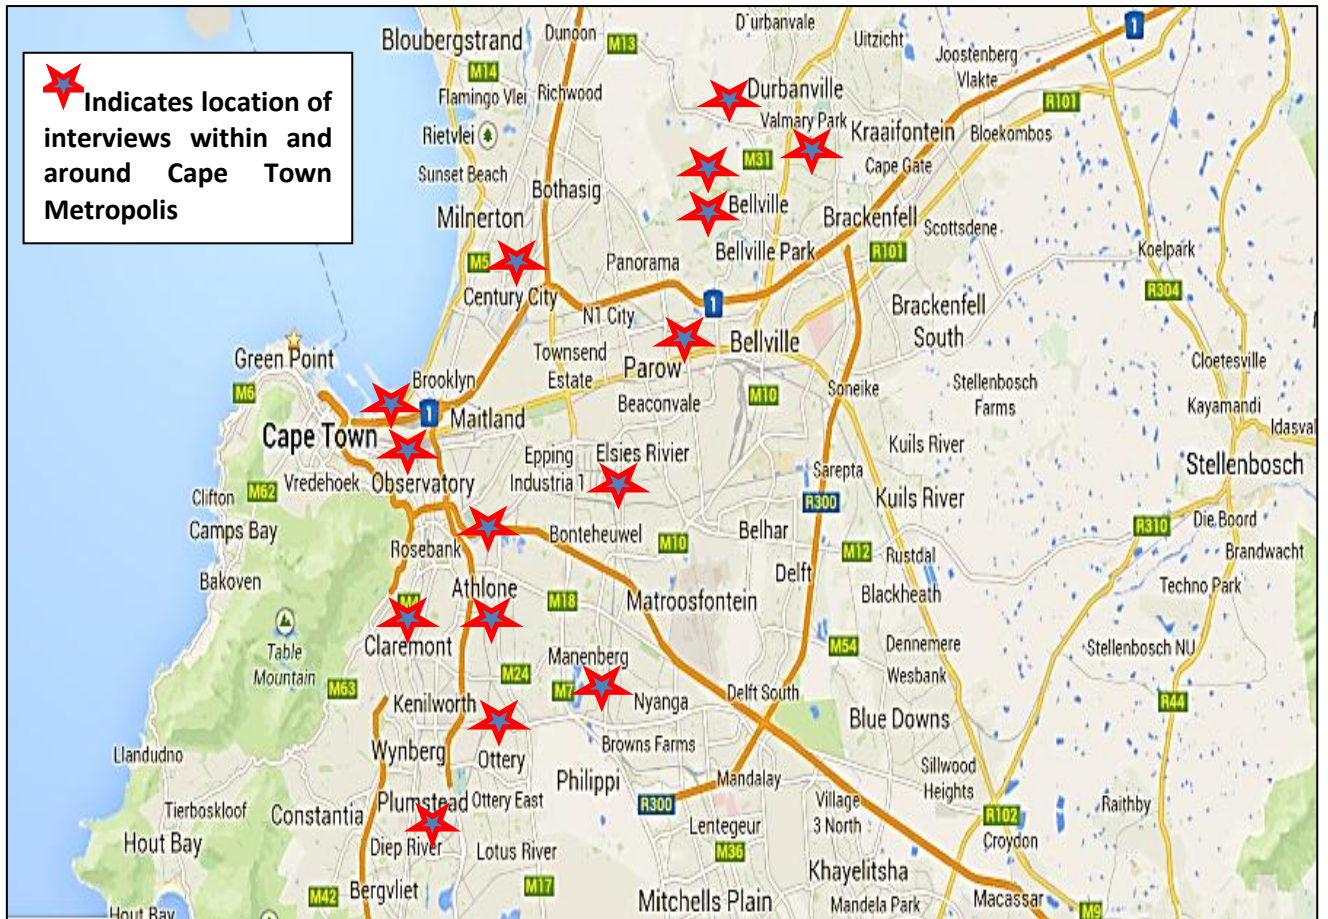 Indicates location of
interviews within and
around Cape Town
Metropolis
D'urbanvale
Bloubergstrand
Dunoon
M13
Uitzicht
1
Joostenberg
Vlakte
M14
Flamingo Vlei
Richwood
Durbanville
R101
Valmary Park
Kraaifontein
Bloekombos
Rietvlei
M31
Cape Gate
Sunset Beach
Bothasig
Bellville
Milnerton
Brackenfell
Scottsdene
Bellville Park
R101
Koelpark
M5
Panorama
R304
Century City
1
N1 City
Brackenfell
South
Bellville
Green Point
Townsend
Estate
Parow
Cloetesville
M6
Brooklyn
Beaconvale
M10
Soneike
Stellenbosch
Farms
Kayamandi
1
Maitland
Cape Town
Idasval
Kuils River
Epping
Industria 1
Elsies Rivier
Sarepta
Stellenbosch
Vredehoek
Observatory
M62
Clifton
R300
Kuils River
Camps Bay
Bonteheuwel
Belhar
R310
Die Boord
Rosebank
M10
M12
Rustdal
Brandwacht
Bakoven
Athlone
Delft
Blackheath
Techno Park
M4
M18
Matroosfontein
Claremont
M54
Dennemere
Stellenbosch NU
Table
Mountain
Manenberg
Wesbank
M63
M24
M7
Delft South
R44
Kenilworth
Nyanga
Blue Downs
Llandudno
Wynberg
Ottery
Browns Farms
Philippi
Mandalay
Sillwood
Heights
Tierboskloof
Constantia
Plumstead
Ottery East
R300
Village
3 North
Raithby
R102
Hout Bay
Diep River
Lotus River
Lentegeur
M36
Croydon
Khayelitsha
M42
Bergvliet
M17
Mitchells Plain
Mandela Park
Macassar
M9
Hout Bay